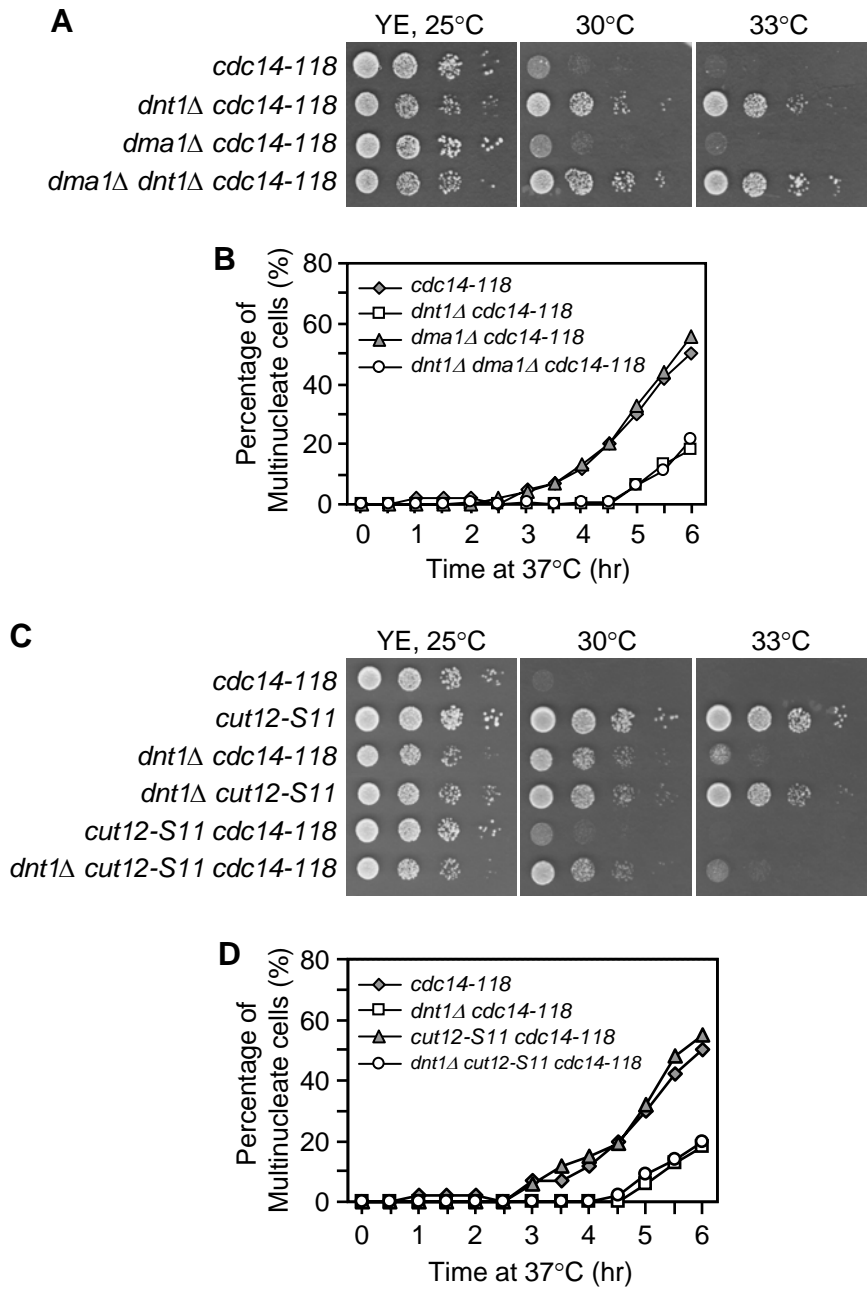 A
YE, 25°C 30°C 33°C
cdc14-118
dnt1Δ cdc14-118
dma1Δ cdc14-118
dma1Δ dnt1Δ cdc14-118
B
Percentage of
Multinucleate cells (%)
80
60
40
20
0
cdc14-118
dnt1Δ cdc14-118
dma1Δ cdc14-118
dnt1Δ dma1Δ cdc14-118
0 1 2 3 4 5 6
Time at 37°C (hr)
C
YE, 25°C 30°C 33°C
cdc14-118
cut12-S11
dnt1Δ cdc14-118
dnt1Δ cut12-S11
cut12-S11 cdc14-118
dnt1Δ cut12-S11 cdc14-118
D
Percentage of
Multinucleate cells (%)
80
60
40
20
0
cdc14-118
dnt1Δ cdc14-118
cut12-S11 cdc14-118
dnt1Δ cut12-S11 cdc14-118
0 1 2 3 4 5 6
Time at 37°C (hr)